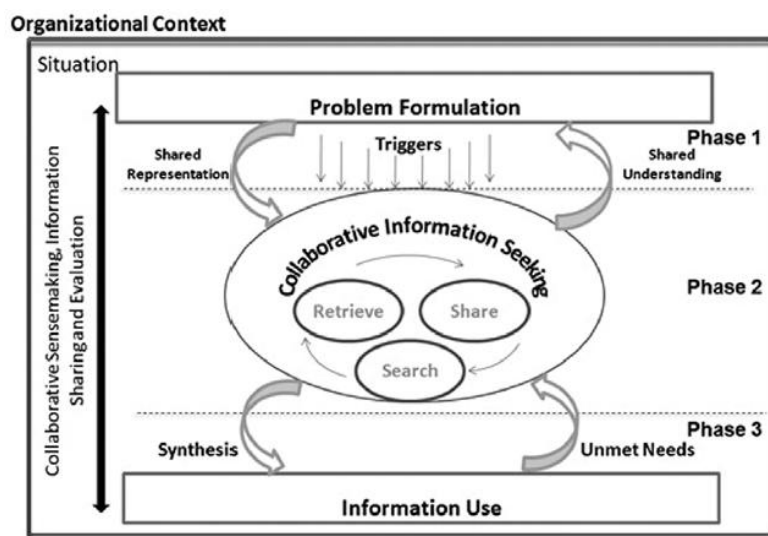 Organizational Context
Situation
Problem Formulation
Phase 1
Triggers
Shared
Representation
Shared
Understanding
Collaborative Information Seeking
Phase 2
Retrieve
Share
Search
Collaborative Sensemaking, Information
Sharing and Evaluation
Phase 3
Synthesis
Unmet Needs
Information Use